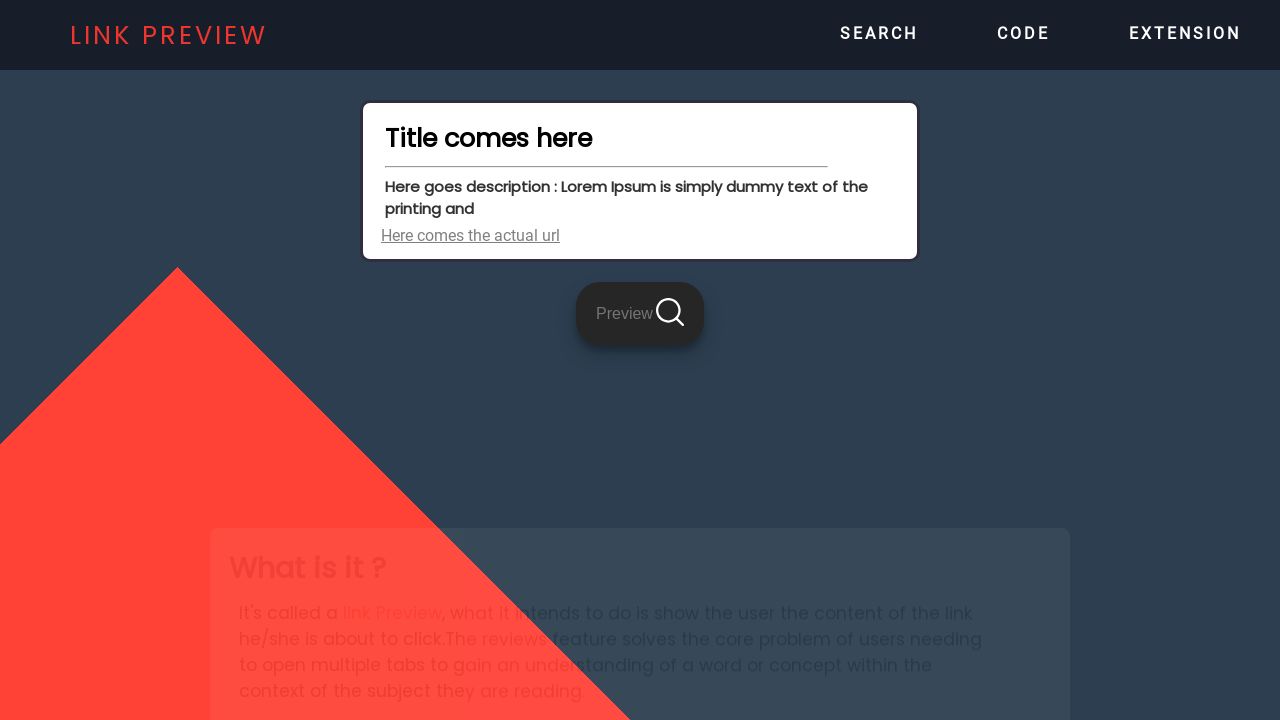 LINK PREVIEW
SEARCH CODE EXTENSION
Title comes here
Here goes description : Lorem Ipsum is simply dummy text of the
printing and
Here comes the actual url
Preview
What is it ?
It's called a link Preview, what it intends to do is show the user the content of the link
he/she is about to click.The reviews feature solves the core problem of users needing
to open multiple tabs to gain an understanding of a word or concept within the
context of the subject they are reading.